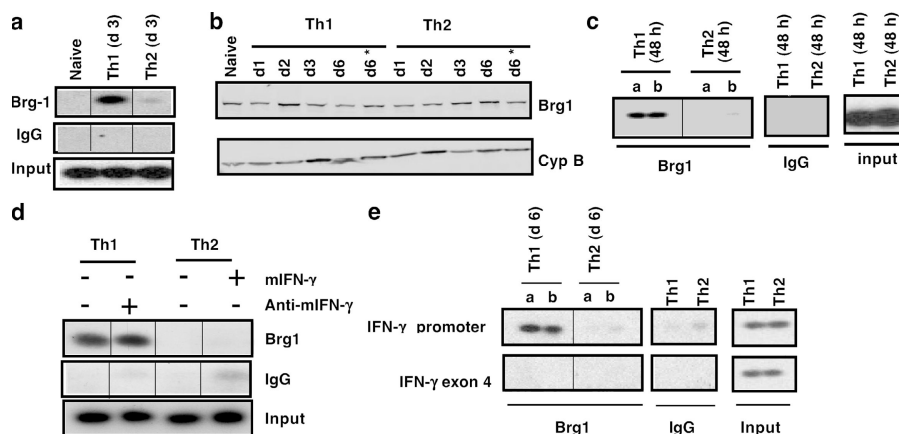 a
Naive
Th1 (d 3)
Th2 (d 3)
Brg-1
IgG
Input
b
Th1 Th2
Naive d1 d2 d3 d6 d6* d1 d2 d3 d6 d6*
Brg1
Cyp B
c
Th1 (48 h)
Th2 (48 h)
Th1 (48 h)
Th2 (48 h)
Th1 (48 h)
Th2 (48 h)
a b a b
Brg1 IgG input
d
Th1 Th2
- - - + mIFN-γ
- + - - Anti-mIFN-γ
Brg1
IgG
Input
e
Th1 (d 6)
Th2 (d 6)
a b a b
Th1 Th2 Th1 Th2
IFN-γ promoter
IFN-γ exon 4
Brg1 IgG Input